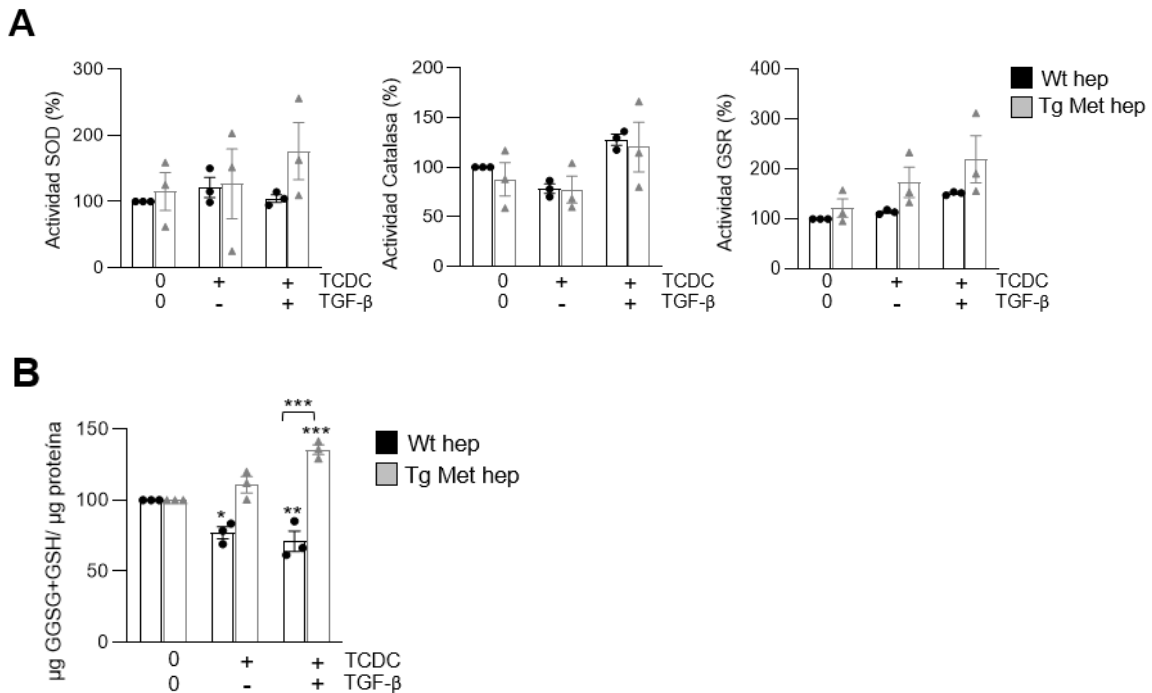 A
300
200
100
0
Actividad SOD (%)
0 + + TCDC
0 - + TGF-β
200
150
100
50
0
Actividad Catalasa (%)
0 + + TCDC
0 - + TGF-β
400
300
200
100
0
Actividad GSR (%)
0 + + TCDC
0 - + TGF-β
Wt hep
Tg Met hep
B
150
100
50
0
µg GGSG+GSH/ µg proteína
*
**
***
***
0 + + TCDC
0 - + TGF-β
Wt hep
Tg Met hep